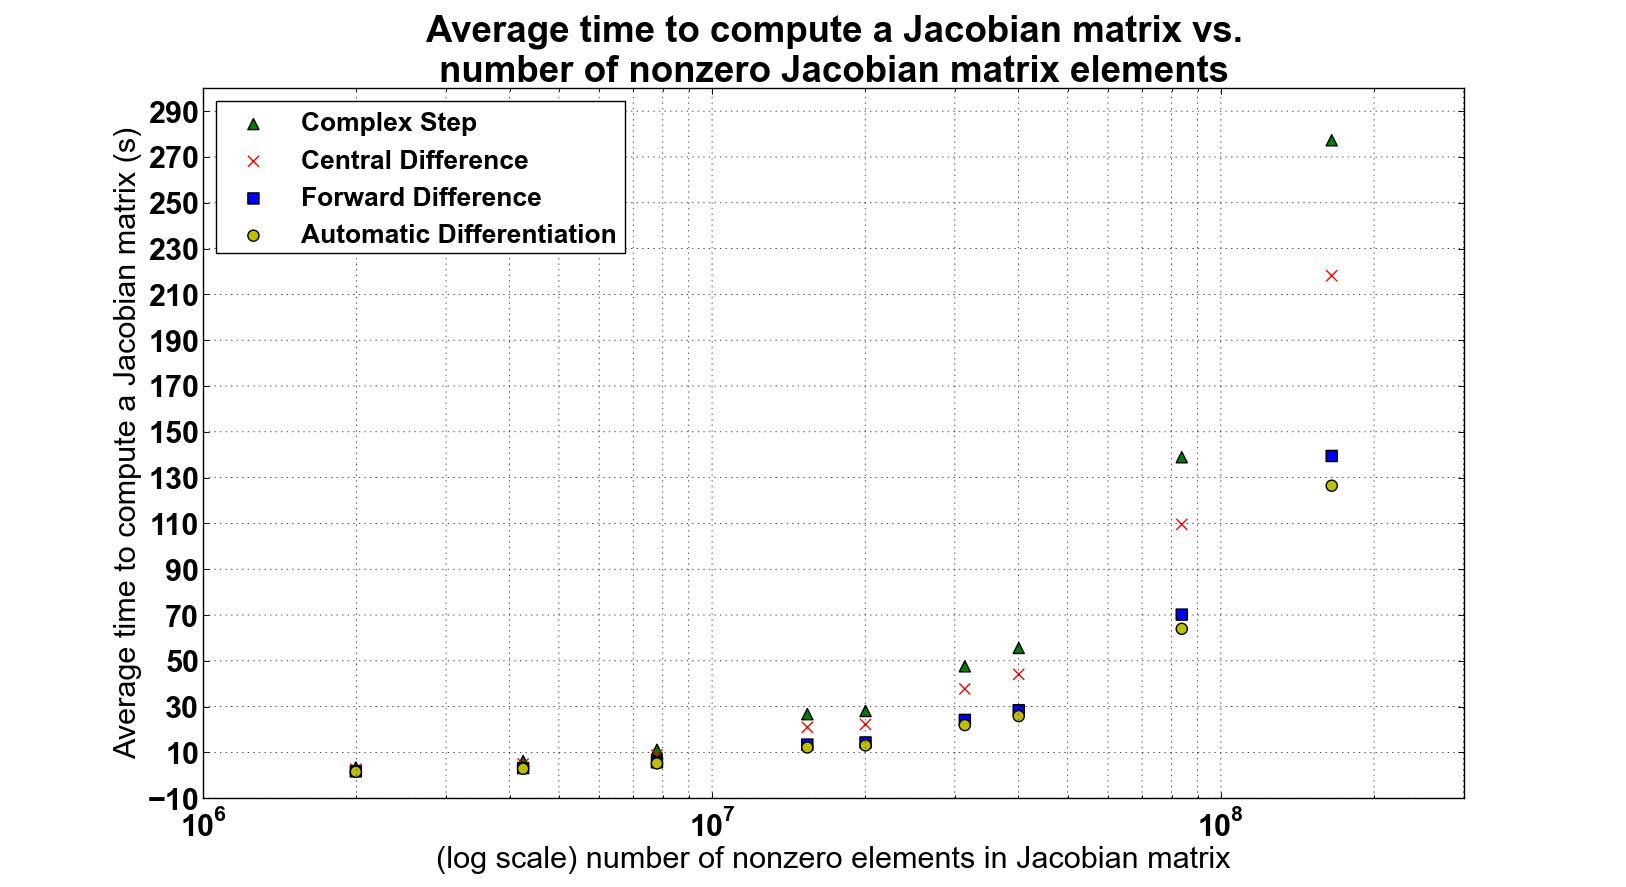 Average time to compute a Jacobian matrix vs.
number of nonzero Jacobian matrix elements
Complex Step
Central Difference
Forward Difference
Automatic Differentiation
Average time to compute a Jacobian matrix (s)
290
270
250
230
210
190
170
150
130
110
90
70
50
30
10
−10
10⁶ 10⁷ 10⁸
(log scale) number of nonzero elements in Jacobian matrix